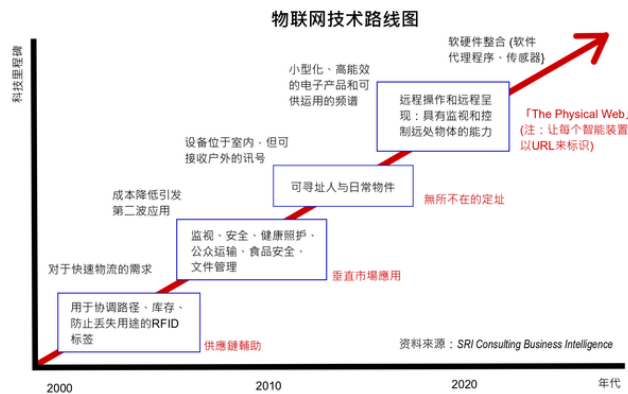 物联网技术路线图
科技里程碑
软硬件整合 (软件
代理程序、传感器}
小型化、高能效
的电子产品和可
供运用的频谱
远程操作和远程呈
现：具有监视和控
制远处物体的能力
「The Physical Web」
(注：让每个智能装置
以URL来标识)
设备位于室内，但可
接收户外的讯号
可寻址人与日常物件
無所不在的定址
成本降低引发
第二波应用
监视、安全、健康照护、
公众运输、食品安全、
文件管理
垂直市場應用
对于快速物流的需求
用于协调路径、库存、
防止丢失用途的RFID
标签
供應鏈輔助
资料來源：SRI Consulting Business Intelligence
2000
2010
2020
年代